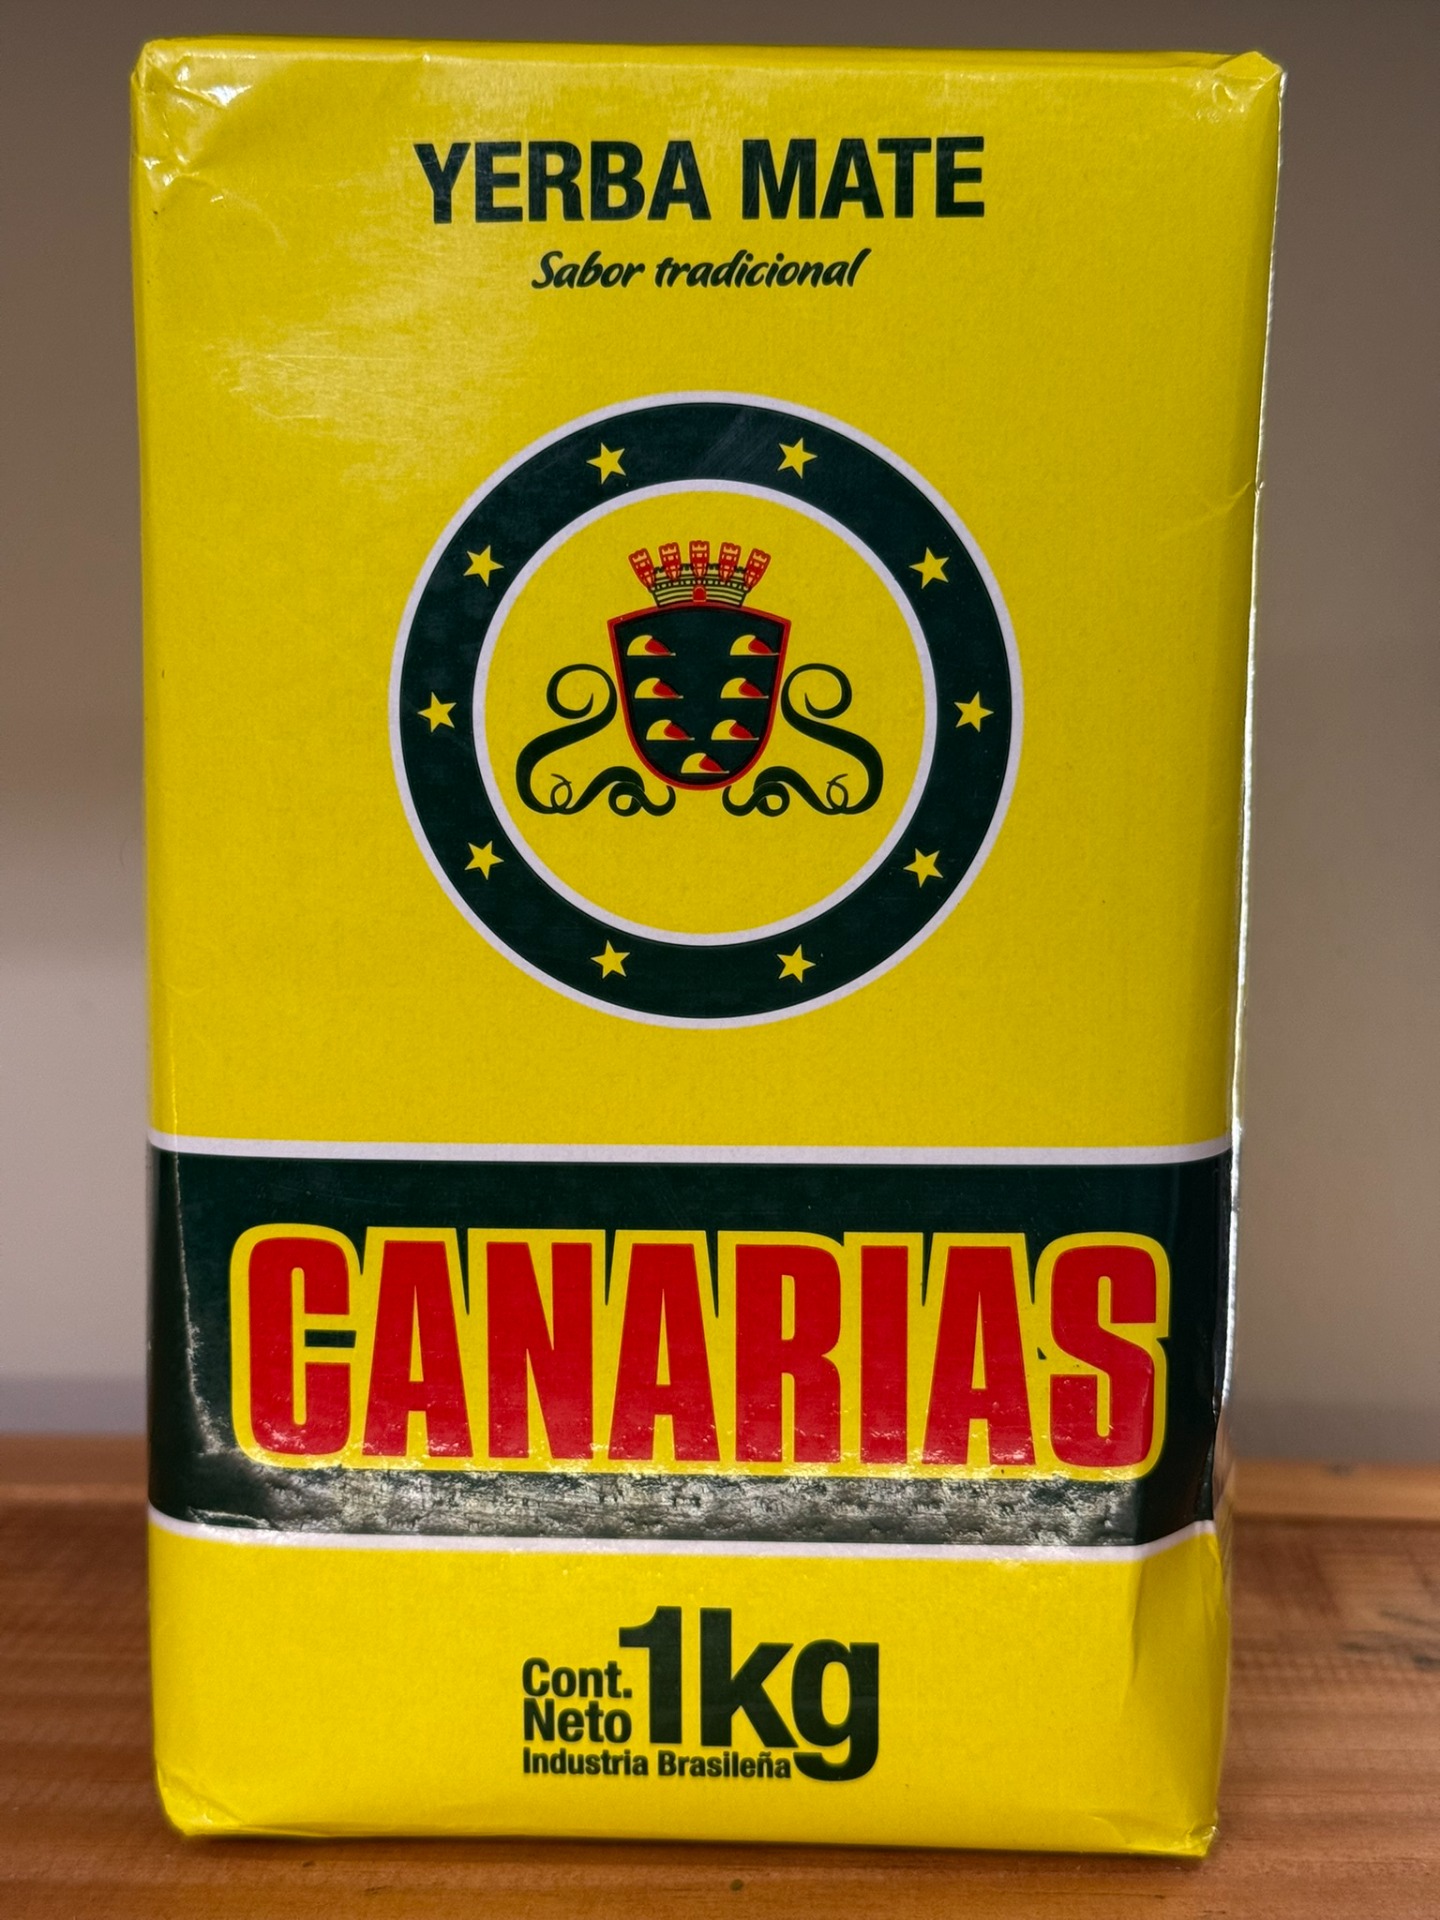 YERBA MATE
Sabor tradicional
CANARIAS
Cont.
Neto 1kg
Industria Brasileña